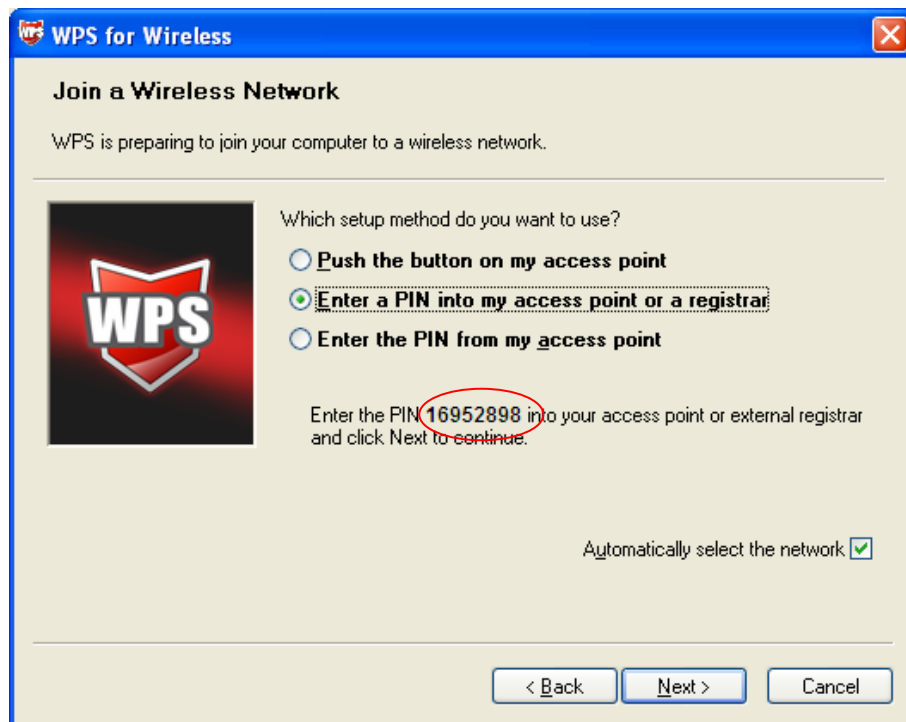 WPS WPS for Wireless
Join a Wireless Network
WPS is preparing to join your computer to a wireless network.
WPS
Which setup method do you want to use?
Push the button on my access point
Enter a PIN into my access point or a registrar
Enter the PIN from my access point
Enter the PIN 16952898 into your access point or external registrar
and click Next to continue.
Automatically select the network
< Back
Next >
Cancel